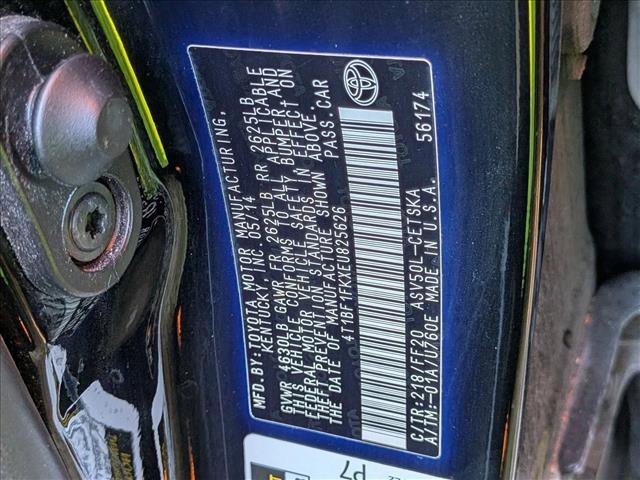 MFD.BY:TOYOTA MOTOR MANUFACTURING,
KENTUCKY, INC. 05/14
GVWR 4630LB GAWR FR 2625LB RR 2625LB
THIS VEHICLE CONFORMS TO ALL APPLICABLE
FEDERAL MOTOR VEHICLE SAFETY, BUMPER AND
THEFT PREVENTION STANDARDS IN EFFECT ON
THE DATE OF MANUFACTURE SHOWN ABOVE.
4T1BF1FKXEU825626 PASS.CAR
C/TR:218/FF20 ASV50L-CETSKA 56174
A/TM:-01A/U760E MADE IN U.S.A.
P7